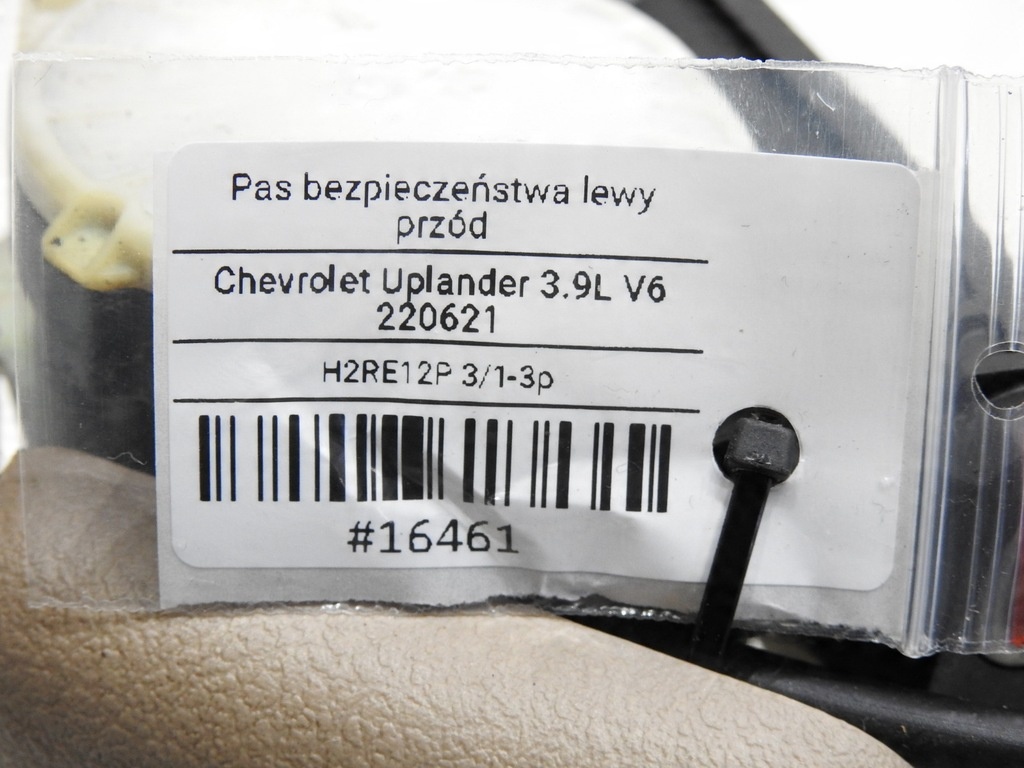 Pas bezpieczeństwa lewy
przód
Chevrolet Uplander 3.9L V6
220621
H2RE12P 3/1-3p
#16461